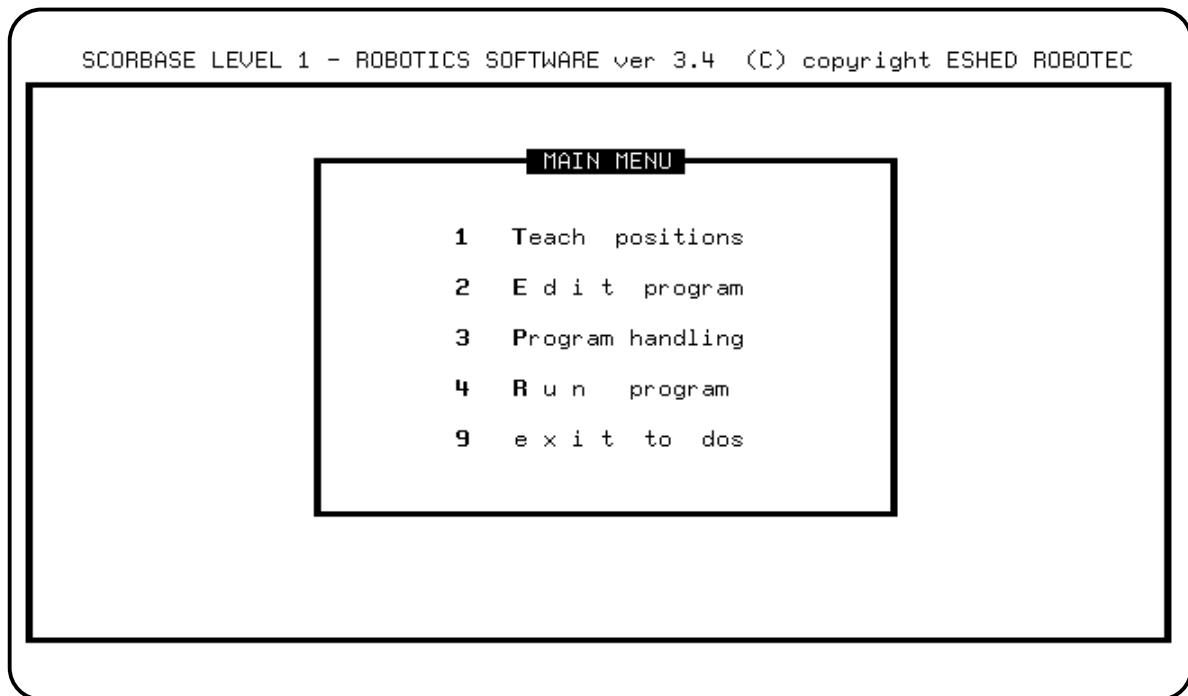 SCORBASE LEVEL 1 - ROBOTICS SOFTWARE ver 3.4 (C) copyright ESHED ROBOTEC
MAIN MENU
1 Teach positions
2 E d i t program
3 Program handling
4 R u n program
9 e x i t to dos